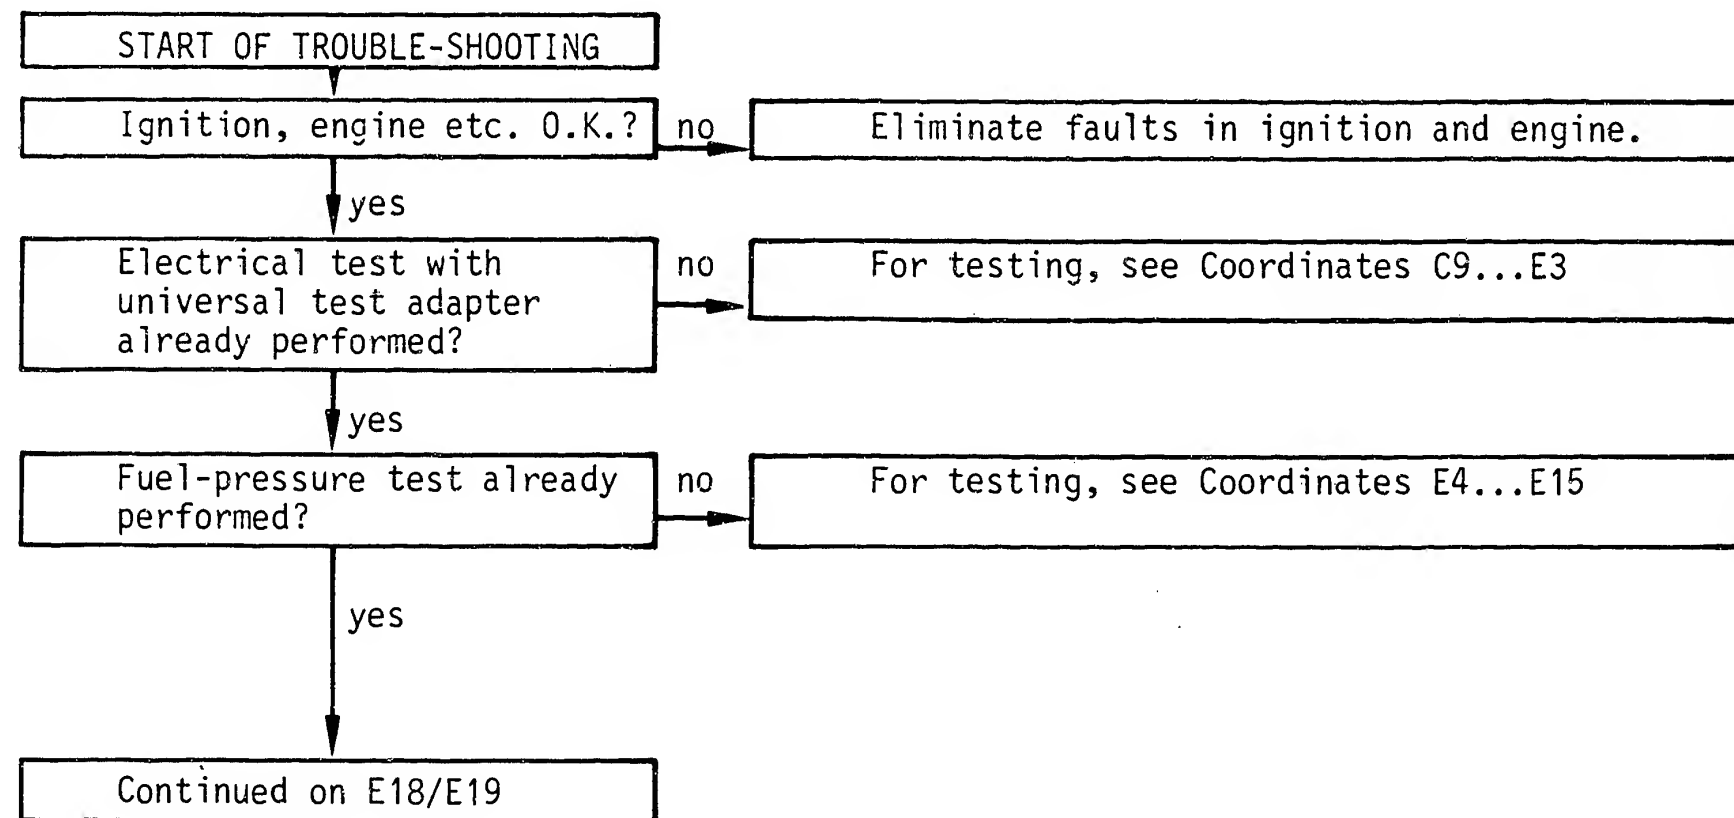 START OF TROUBLE-SHOOTING
Ignition, engine etc. O.K.?
no
Eliminate faults in ignition and engine.
yes
Electrical test with
universal test adapter
already performed?
no
For testing, see Coordinates C9...E3
yes
Fuel-pressure test already
performed?
no
For testing, see Coordinates E4...E15
yes
Continued on E18/E19